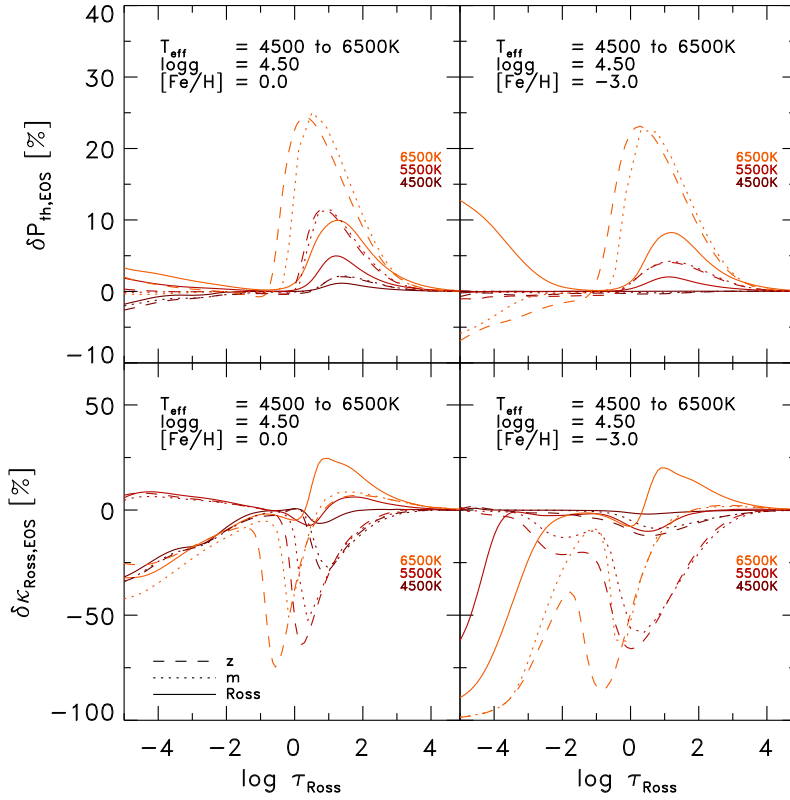 40
30
20
10
0
-10
δP_th,EOS [%]
T_eff = 4500 to 6500K
logg = 4.50
[Fe/H] = 0.0
6500K
5500K
4500K
T_eff = 4500 to 6500K
logg = 4.50
[Fe/H] = -3.0
6500K
5500K
4500K
50
0
-50
-100
δκ_Ross,EOS [%]
T_eff = 4500 to 6500K
logg = 4.50
[Fe/H] = 0.0
6500K
5500K
4500K
z
m
Ross
T_eff = 4500 to 6500K
logg = 4.50
[Fe/H] = -3.0
6500K
5500K
4500K
-4 -2 0 2 4
-4 -2 0 2 4
log τ_Ross
log τ_Ross